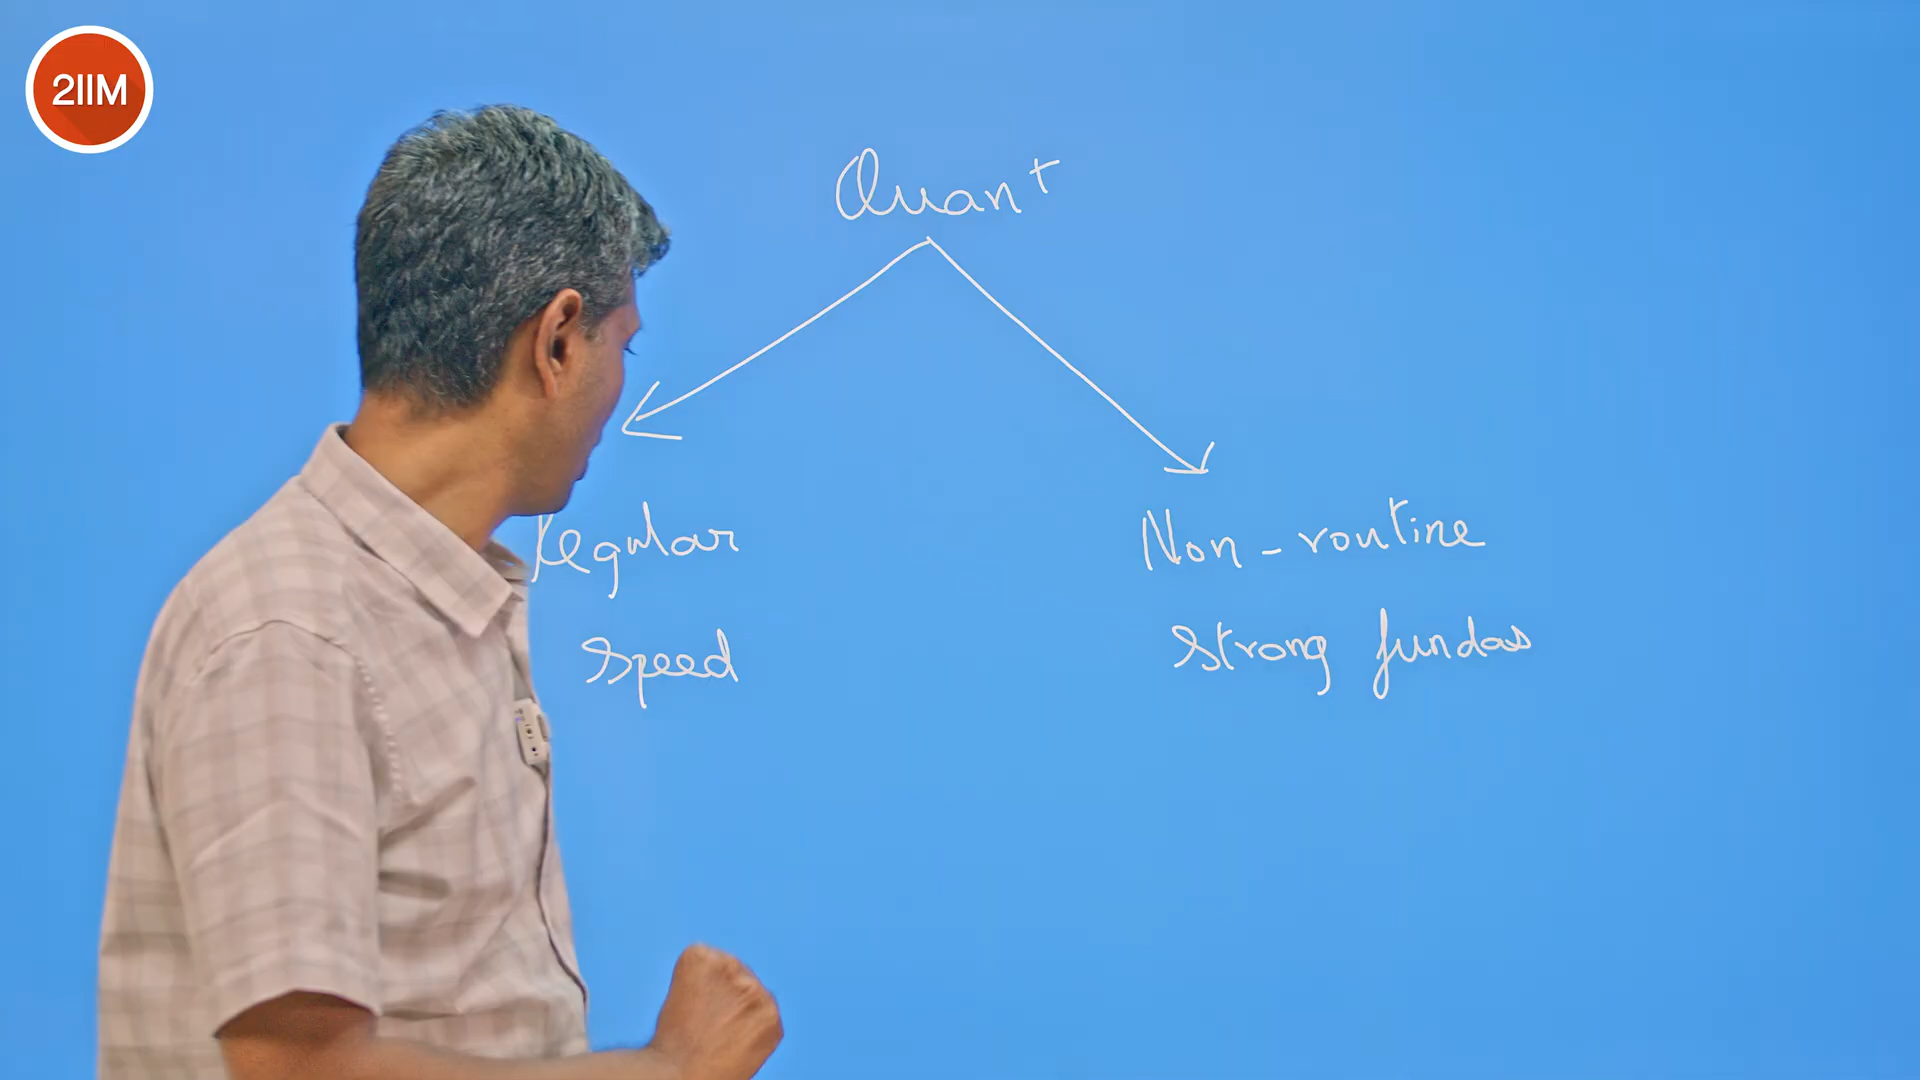 2IIM
Quant
Regular
Non-routine
Speed
Strong fundas